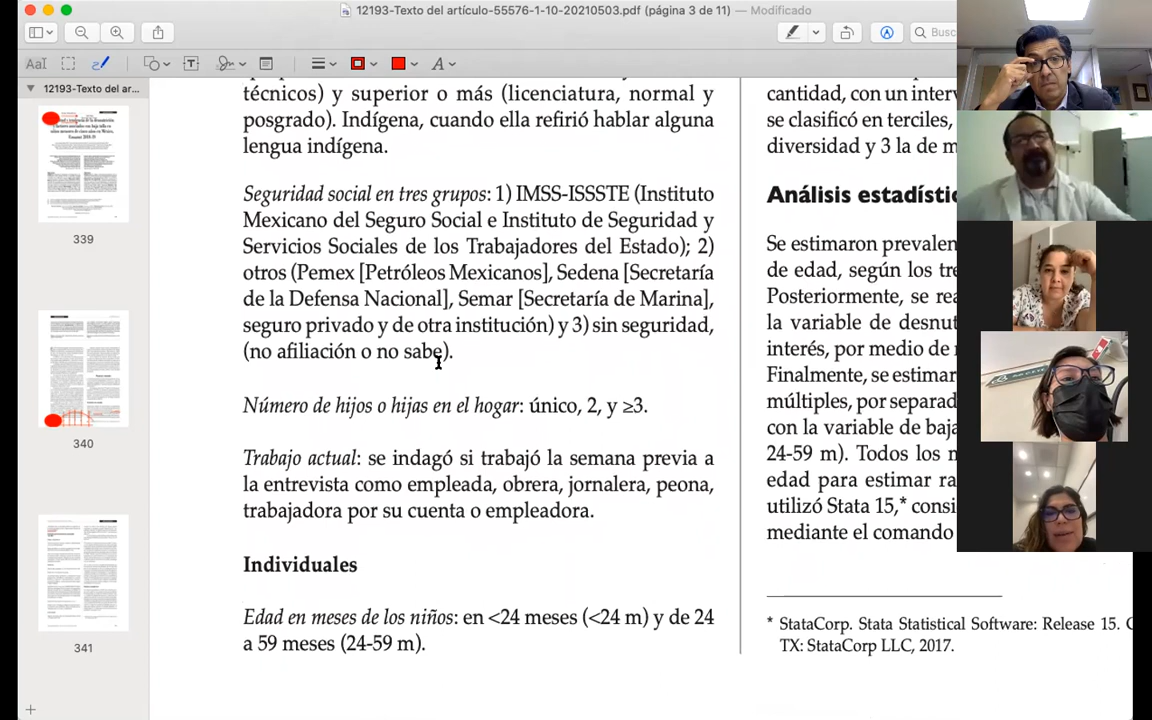 12193-Texto del artículo-55576-1-10-20210503.pdf (página 3 de 11) — Modificado
Busc
AaI
T
A
12193-Texto del ar...
339
340
341
técnicos) y superior o más (licenciatura, normal y
posgrado). Indígena, cuando ella refirió hablar alguna
lengua indígena.
Seguridad social en tres grupos: 1) IMSS-ISSSTE (Instituto
Mexicano del Seguro Social e Instituto de Seguridad y
Servicios Sociales de los Trabajadores del Estado); 2)
otros (Pemex [Petróleos Mexicanos], Sedena [Secretaría
de la Defensa Nacional], Semar [Secretaría de Marina],
seguro privado y de otra institución) y 3) sin seguridad,
(no afiliación o no sabe).
Número de hijos o hijas en el hogar: único, 2, y ≥3.
Trabajo actual: se indagó si trabajó la semana previa a
la entrevista como empleada, obrera, jornalera, peona,
trabajadora por su cuenta o empleadora.
Individuales
Edad en meses de los niños: en <24 meses (<24 m) y de 24
a 59 meses (24-59 m).
cantidad, con un interv
se clasificó en terciles,
diversidad y 3 la de m
Análisis estadístic
Se estimaron prevalen
de edad, según los tre
Posteriormente, se rea
la variable de desnut
interés, por medio de
Finalmente, se estimar
múltiples, por separad
con la variable de baja
24-59 m). Todos los m
edad para estimar ra
utilizó Stata 15,* consi
mediante el comando
* StataCorp. Stata Statistical Software: Release 15. C
TX: StataCorp LLC, 2017.